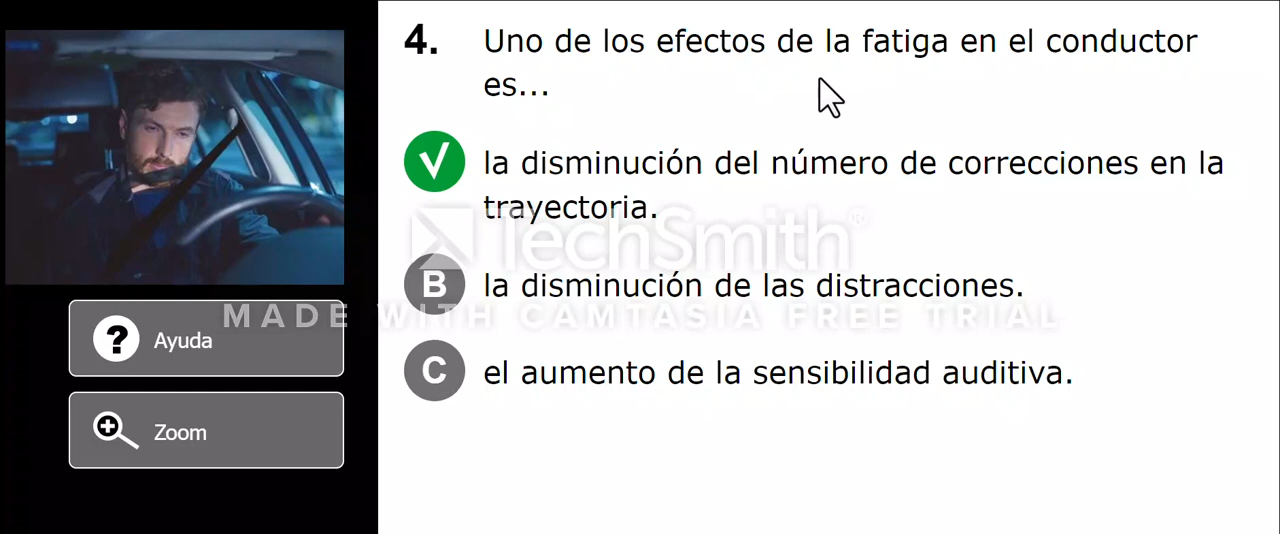 4. Uno de los efectos de la fatiga en el conductor
es...
√ la disminución del número de correcciones en la
trayectoria.
TechSmith®
B la disminución de las distracciones.
MADE WITH CAMTASIA FREE TRIAL
C el aumento de la sensibilidad auditiva.
? Ayuda
Zoom